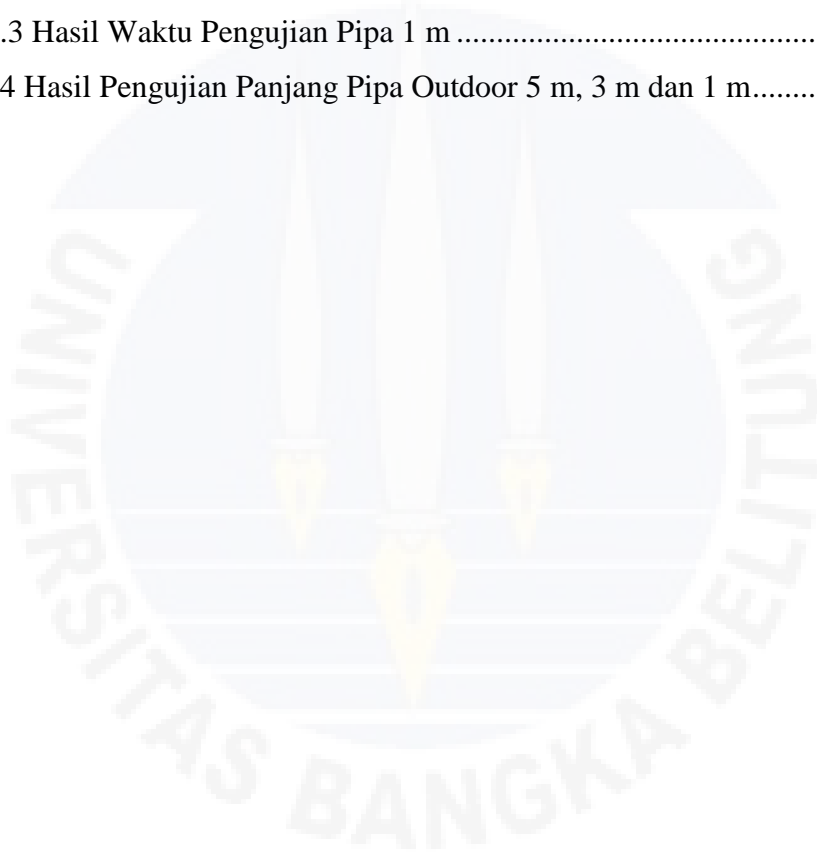 .3 Hasil Waktu Pengujian Pipa 1 m .............................................
4 Hasil Pengujian Panjang Pipa Outdoor 5 m, 3 m dan 1 m........
UNIVERSITAS BANGKA BELITUNG